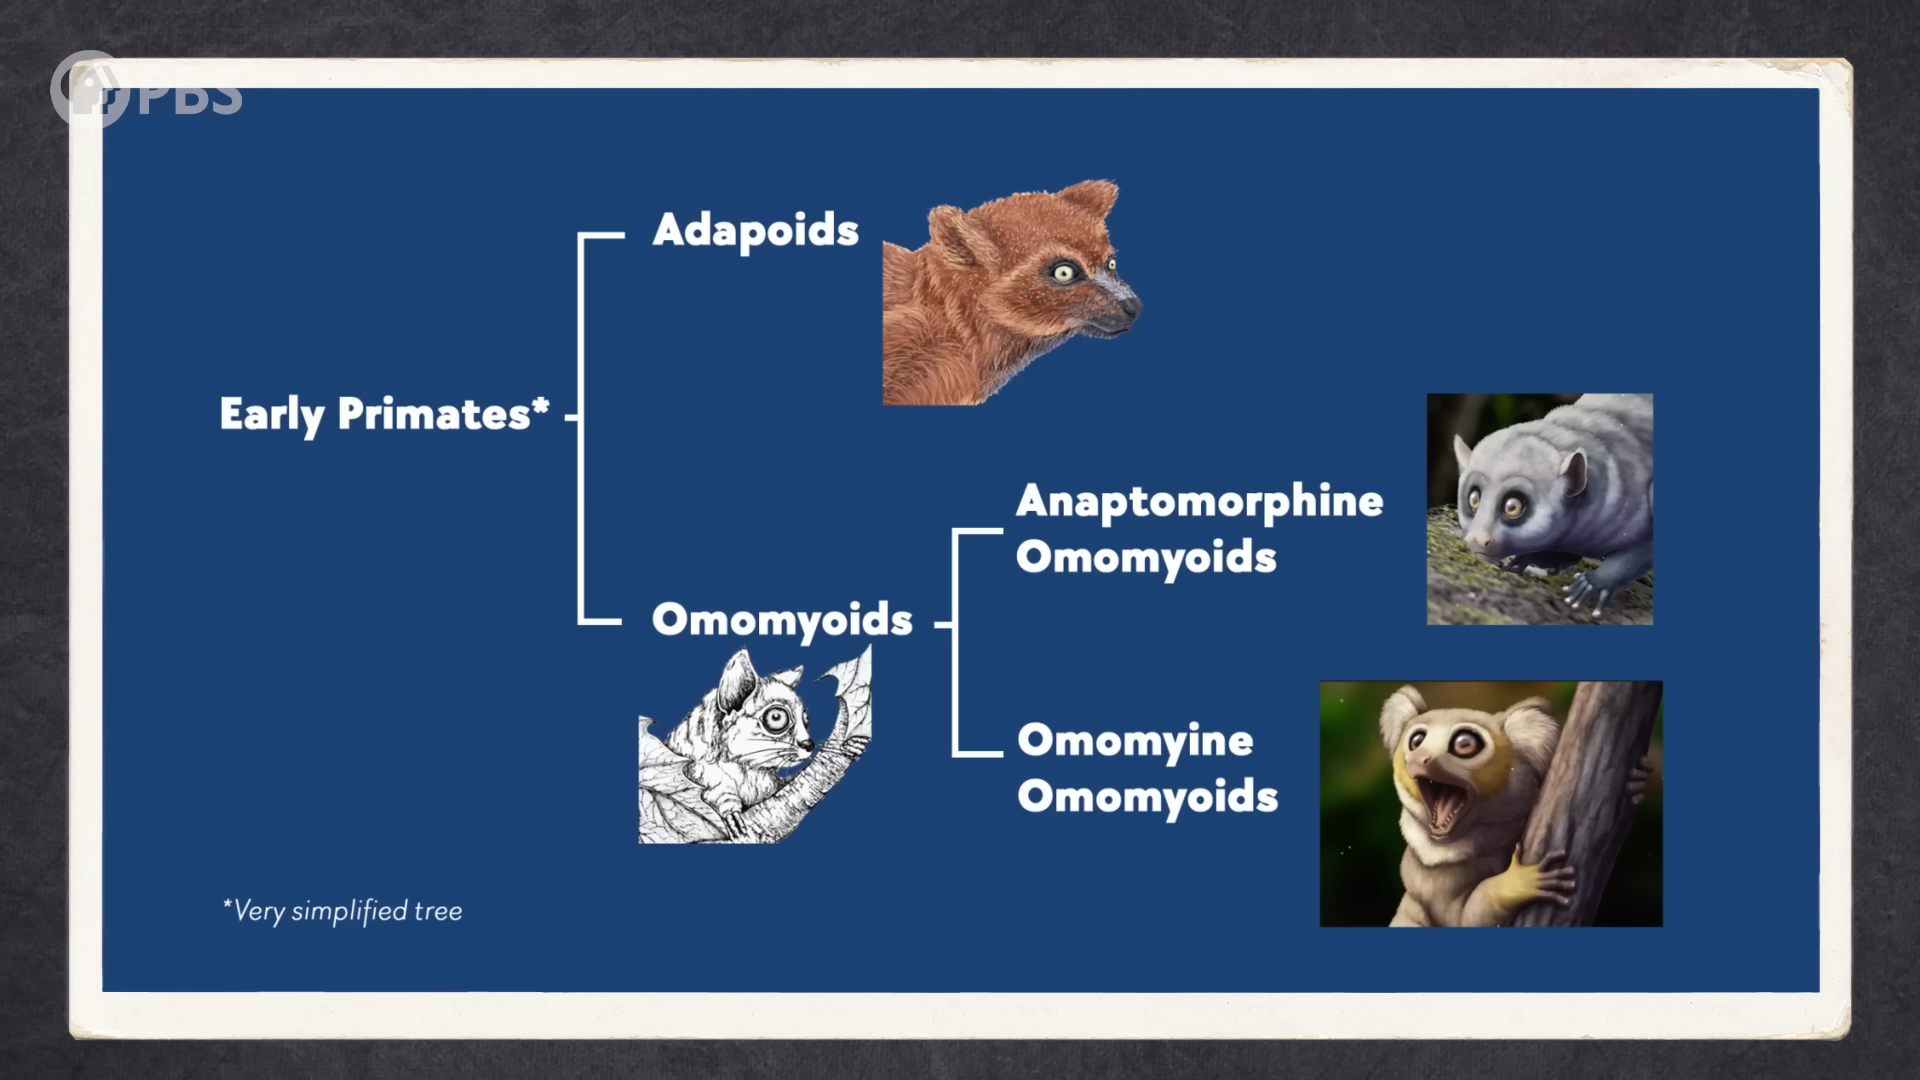 PBS
Adapoids
Early Primates*
Anaptomorphine
Omomyoids
Omomyoids
Omomyine
Omomyoids
*Very simplified tree